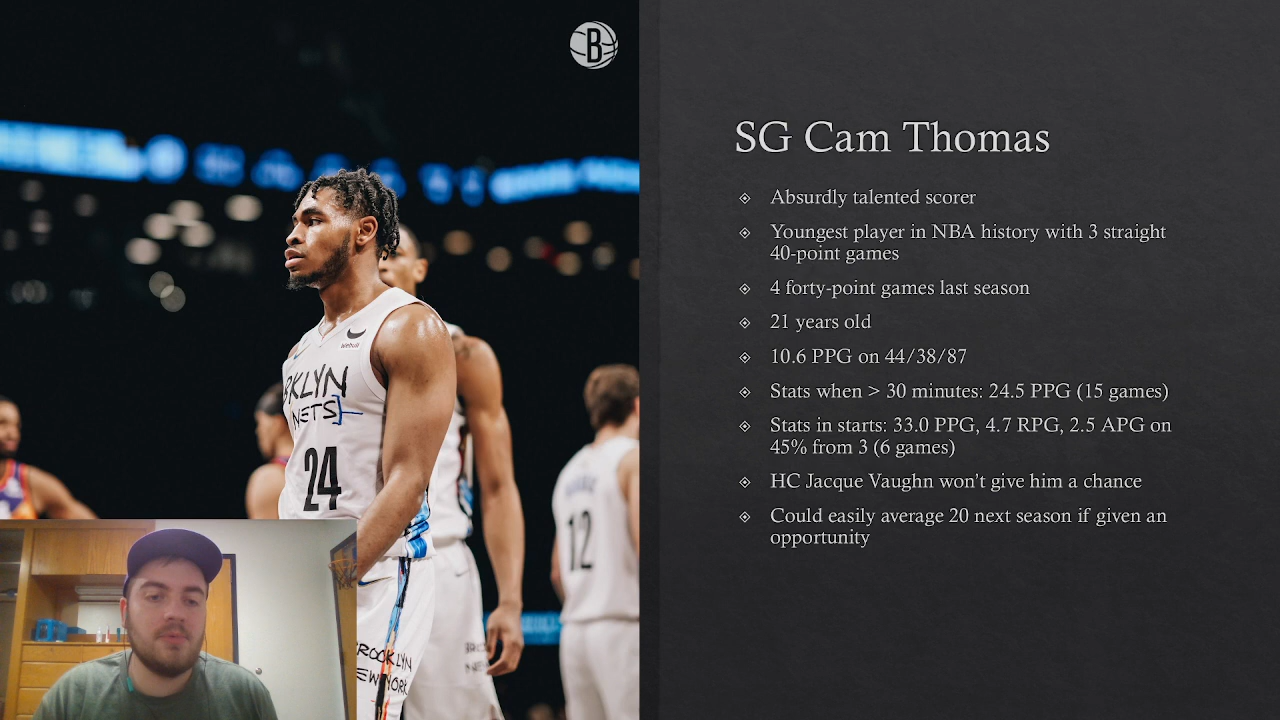 B
SG Cam Thomas
Absurdly talented scorer
Youngest player in NBA history with 3 straight
40-point games
4 forty-point games last season
21 years old
10.6 PPG on 44/38/87
Stats when > 30 minutes: 24.5 PPG (15 games)
Stats in starts: 33.0 PPG, 4.7 RPG, 2.5 APG on
45% from 3 (6 games)
HC Jacque Vaughn won't give him a chance
Could easily average 20 next season if given an
opportunity
Webull
BKLYN
NETS
24
12
ROOKLYN
EW YORK